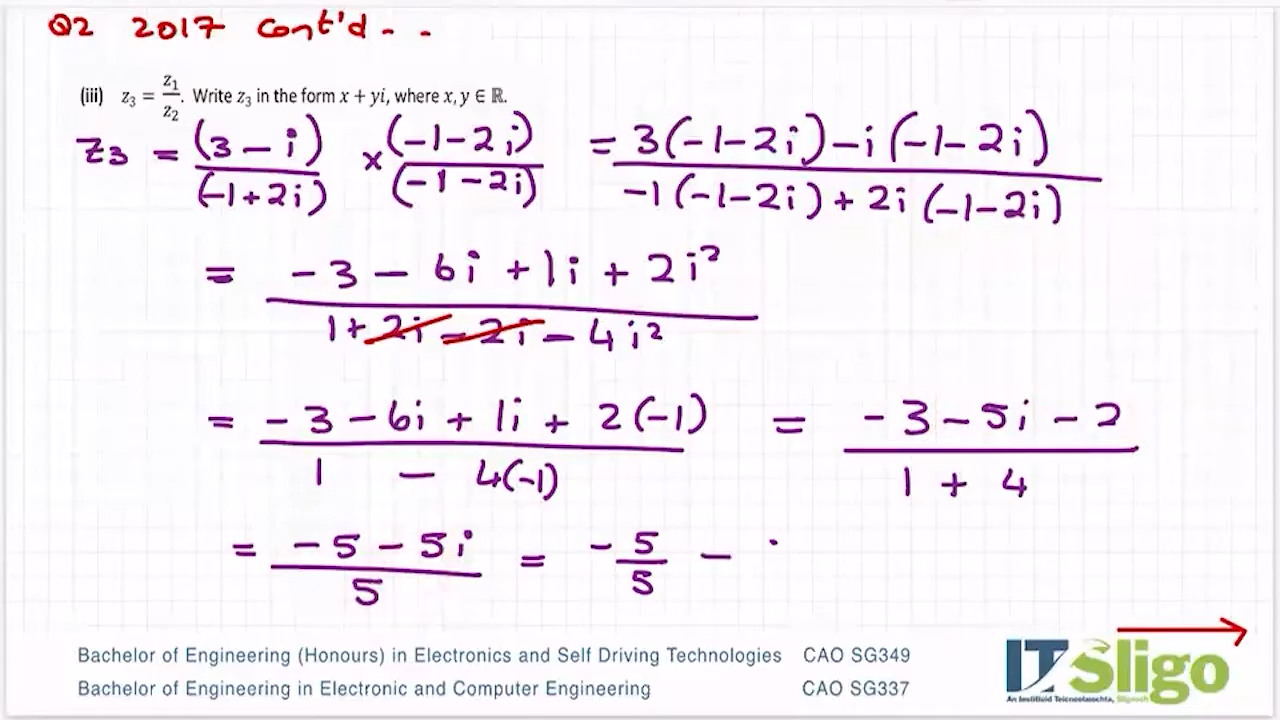 Q2 2017 Cont'd - -
(iii) z₃ = z₁/z₂. Write z₃ in the form x + yi, where x, y ∈ ℝ.
z₃ = (3 - i)/(-1+2i) × (-1-2i)/(-1-2i) = 3(-1-2i)-i(-1-2i)/-1(-1-2i)+2i(-1-2i)
= -3 - 6i + 1i + 2i²/1+2i-2i-4i²
= -3-6i + 1i + 2(-1)/1 - 4(-1) = -3-5i-2/1 + 4
= -5-5i/5 = -5/5 -
Bachelor of Engineering (Honours) in Electronics and Self Driving Technologies CAO SG349
Bachelor of Engineering in Electronic and Computer Engineering CAO SG337
IT Sligo
An Institiúid Teicneolaíochta, Sligeach